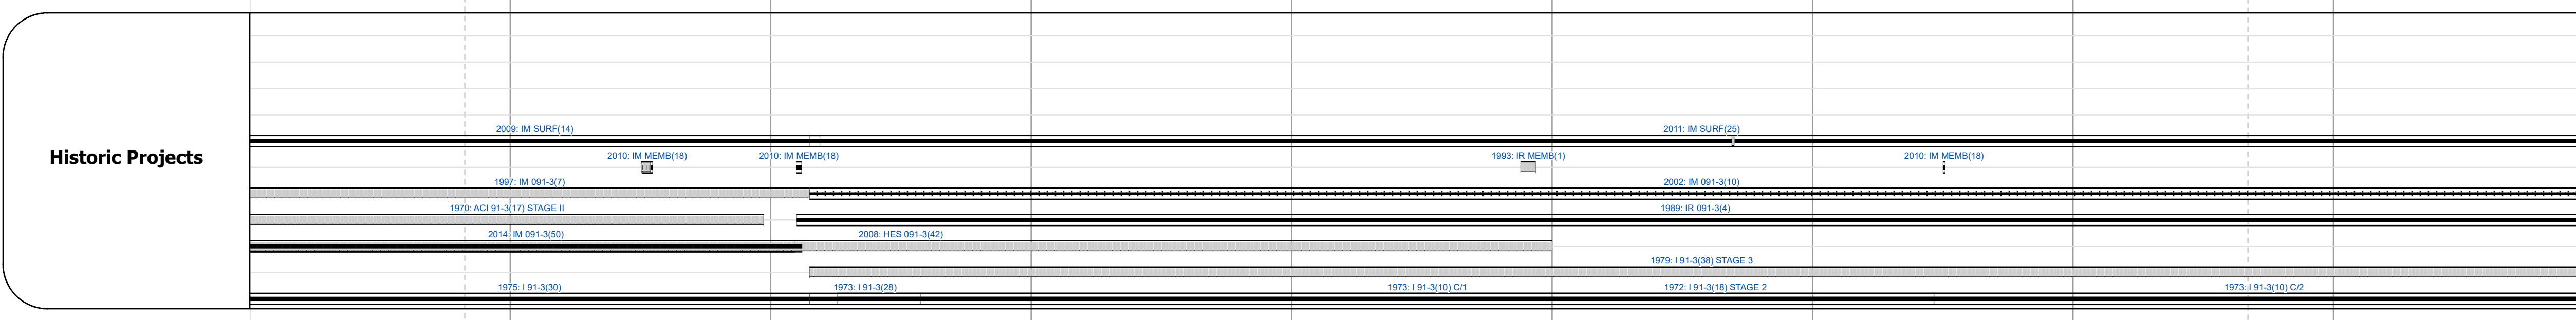 Historic Projects
2009: IM SURF(14)
2011: IM SURF(25)
2010: IM MEMB(18)
2010: IM MEMB(18)
1993: IR MEMB(1)
2010: IM MEMB(18)
1997: IM 091-3(7)
2002: IM 091-3(10)
1970: ACI 91-3(17) STAGE II
1989: IR 091-3(4)
2014: IM 091-3(50)
2008: HES 091-3(42)
1979: I 91-3(38) STAGE 3
1975: I 91-3(30)
1973: I 91-3(28)
1973: I 91-3(10) C/1
1972: I 91-3(18) STAGE 2
1973: I 91-3(10) C/2